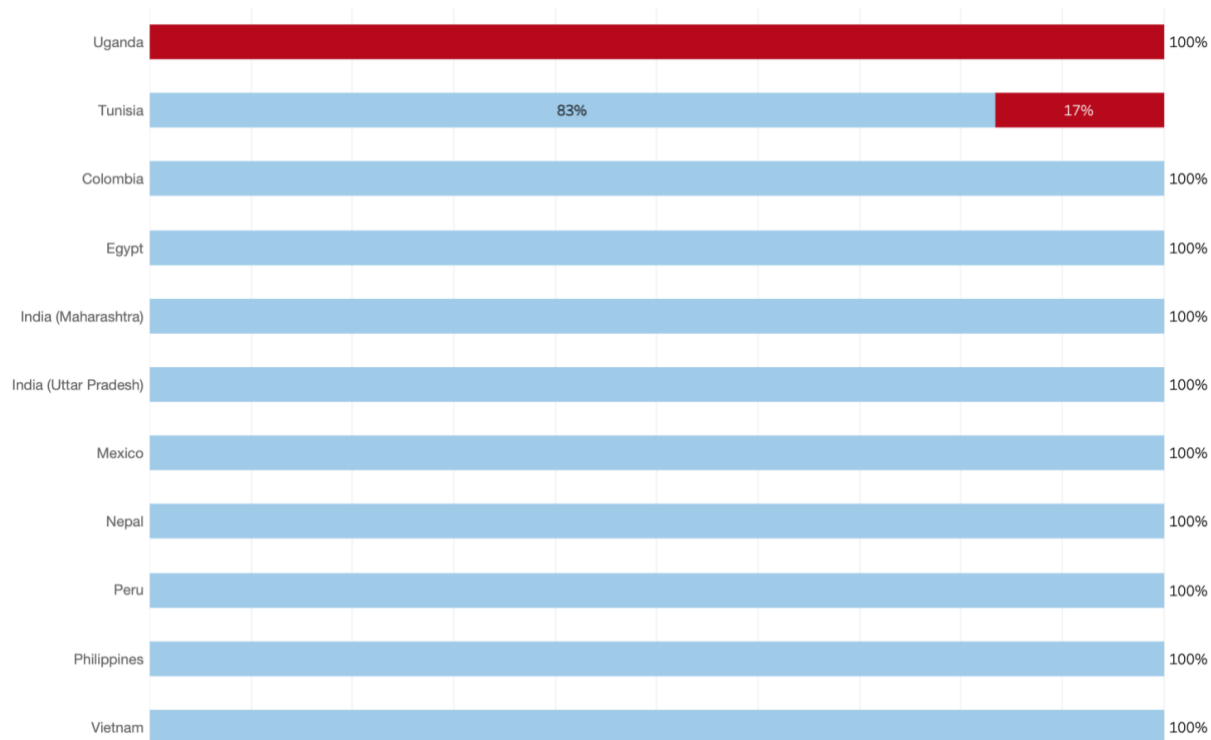 Uganda 100%
Tunisia 83% 17%
Colombia 100%
Egypt 100%
India (Maharashtra) 100%
India (Uttar Pradesh) 100%
Mexico 100%
Nepal 100%
Peru 100%
Philippines 100%
Vietnam 100%